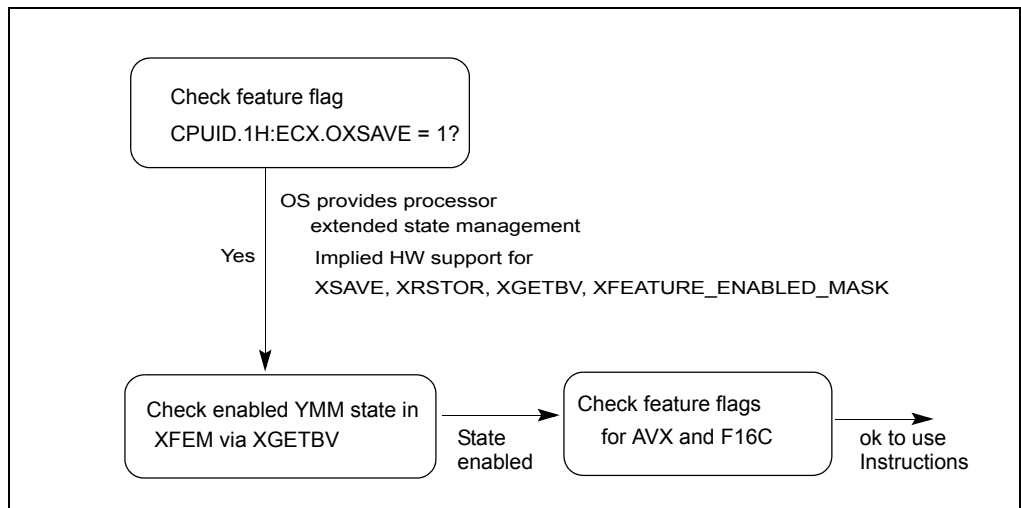 Check feature flag
CPUID.1H:ECX.OXSAVE = 1?
OS provides processor
extended state management
Yes
Implied HW support for
XSAVE, XRSTOR, XGETBV, XFEATURE_ENABLED_MASK
Check enabled YMM state in
XFEM via XGETBV
State
enabled
Check feature flags
for AVX and F16C
ok to use
Instructions